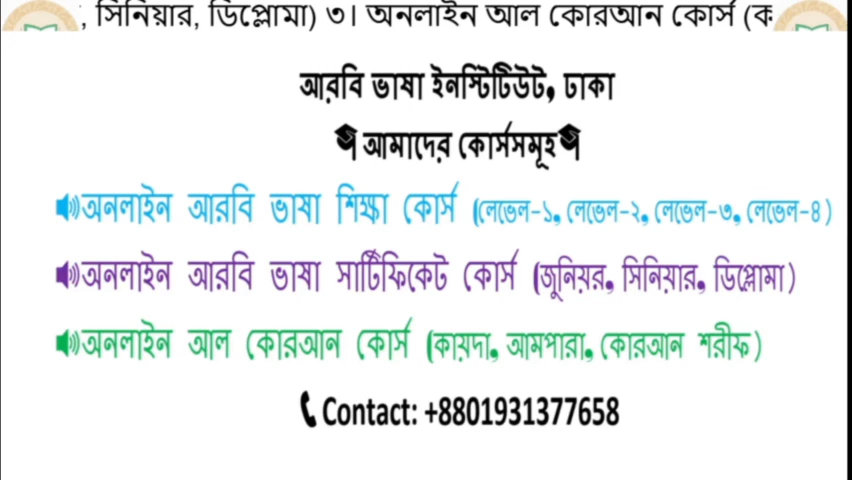 , সিনিয়ার, ডিপ্লোমা) ৩। অনলাইন আল কোরআন কোর্স (ক
আরবি ভাষা ইনস্টিটিউট, ঢাকা
আমাদের কোর্সসমূহ
অনলাইন আরবি ভাষা শিক্ষা কোর্স (লেভেল-১, লেভেল-২, লেভেল-৩, লেভেল-৪)
অনলাইন আরবি ভাষা সার্টিফিকেট কোর্স (জুনিয়র, সিনিয়ার, ডিপ্লোমা)
অনলাইন আল কোরআন কোর্স (কায়দা, আমপারা, কোরআন শরীফ)
Contact: +8801931377658